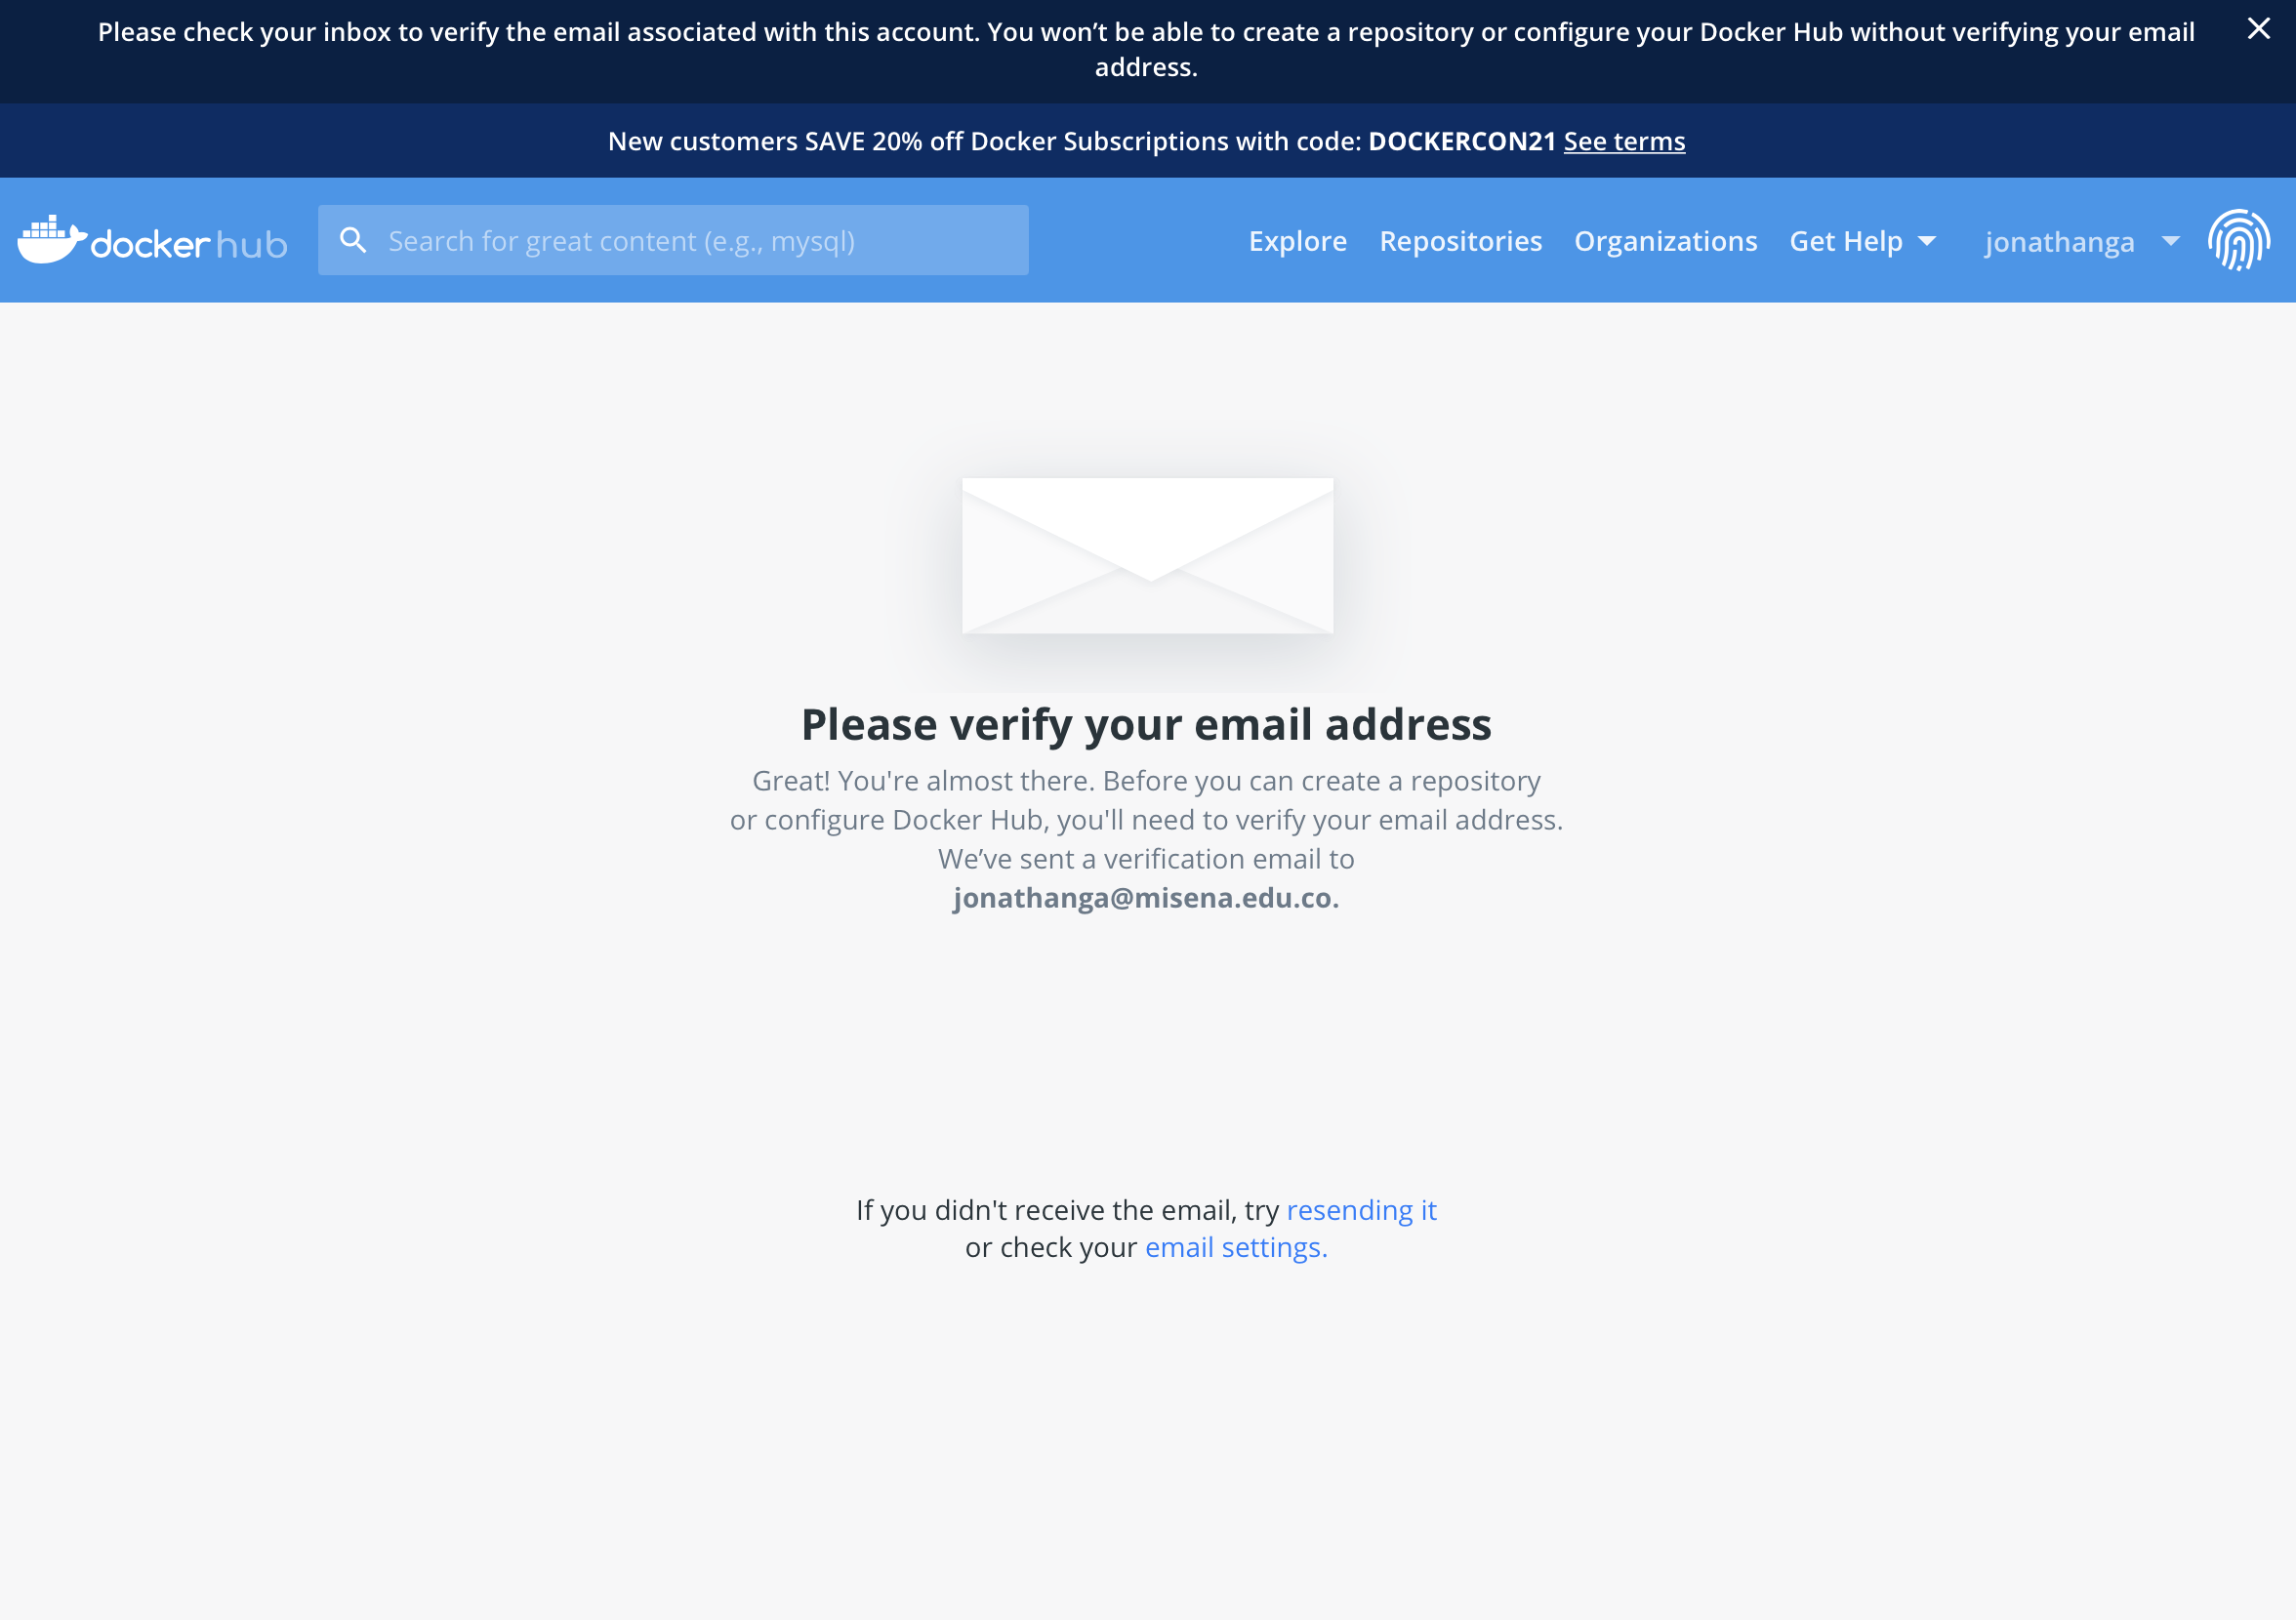 Please check your inbox to verify the email associated with this account. You won’t be able to create a repository or configure your Docker Hub without verifying your email
address.
New customers SAVE 20% off Docker Subscriptions with code: DOCKERCON21 See terms
docker hub
Search for great content (e.g., mysql)
Explore
Repositories
Organizations
Get Help
jonathanga
Please verify your email address
Great! You're almost there. Before you can create a repository
or configure Docker Hub, you'll need to verify your email address.
We’ve sent a verification email to
jonathanga@misena.edu.co.
If you didn't receive the email, try resending it
or check your email settings.